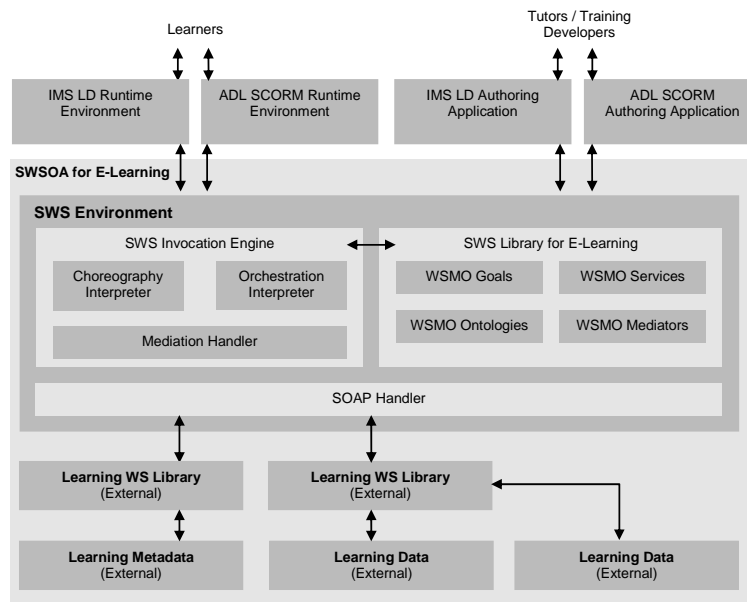 Learners
Tutors / Training
Developers
IMS LD Runtime
Environment
ADL SCORM Runtime
Environment
IMS LD Authoring
Application
ADL SCORM
Authoring Application
SWSOA for E-Learning
SWS Environment
SWS Invocation Engine
Choreography
Interpreter
Orchestration
Interpreter
Mediation Handler
SWS Library for E-Learning
WSMO Goals
WSMO Services
WSMO Ontologies
WSMO Mediators
SOAP Handler
Learning WS Library
(External)
Learning WS Library
(External)
Learning Metadata
(External)
Learning Data
(External)
Learning Data
(External)